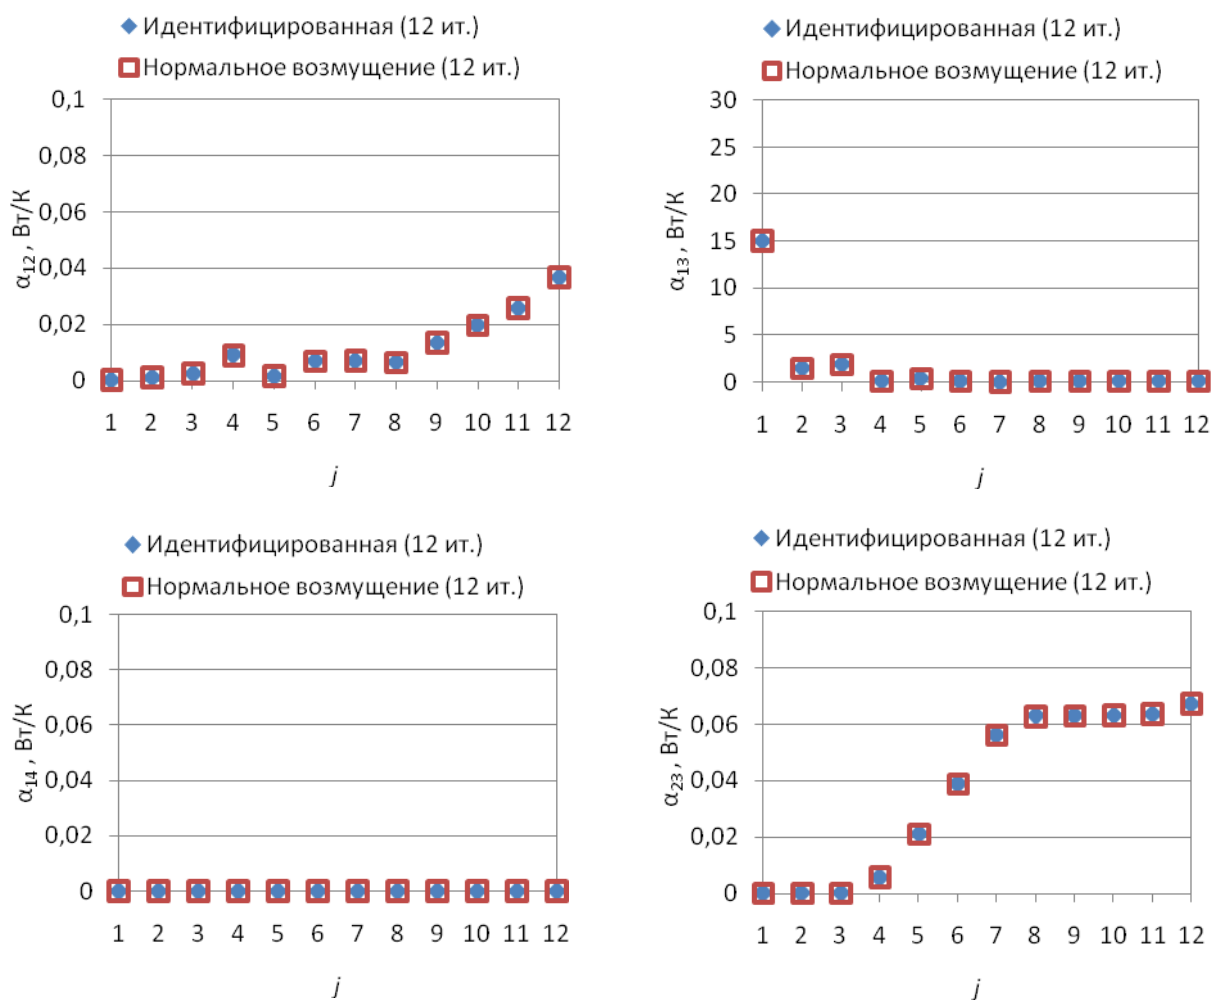 Идентифицированная (12 ит.)
Нормальное возмущение (12 ит.)
α12, Вт/К
0,1
0,08
0,06
0,04
0,02
0
1 2 3 4 5 6 7 8 9 10 11 12
j
Идентифицированная (12 ит.)
Нормальное возмущение (12 ит.)
α13, Вт/К
30
25
20
15
10
5
0
1 2 3 4 5 6 7 8 9 10 11 12
j
Идентифицированная (12 ит.)
Нормальное возмущение (12 ит.)
α14, Вт/К
0,1
0,08
0,06
0,04
0,02
0
1 2 3 4 5 6 7 8 9 10 11 12
j
Идентифицированная (12 ит.)
Нормальное возмущение (12 ит.)
α23, Вт/К
0,1
0,08
0,06
0,04
0,02
0
1 2 3 4 5 6 7 8 9 10 11 12
j